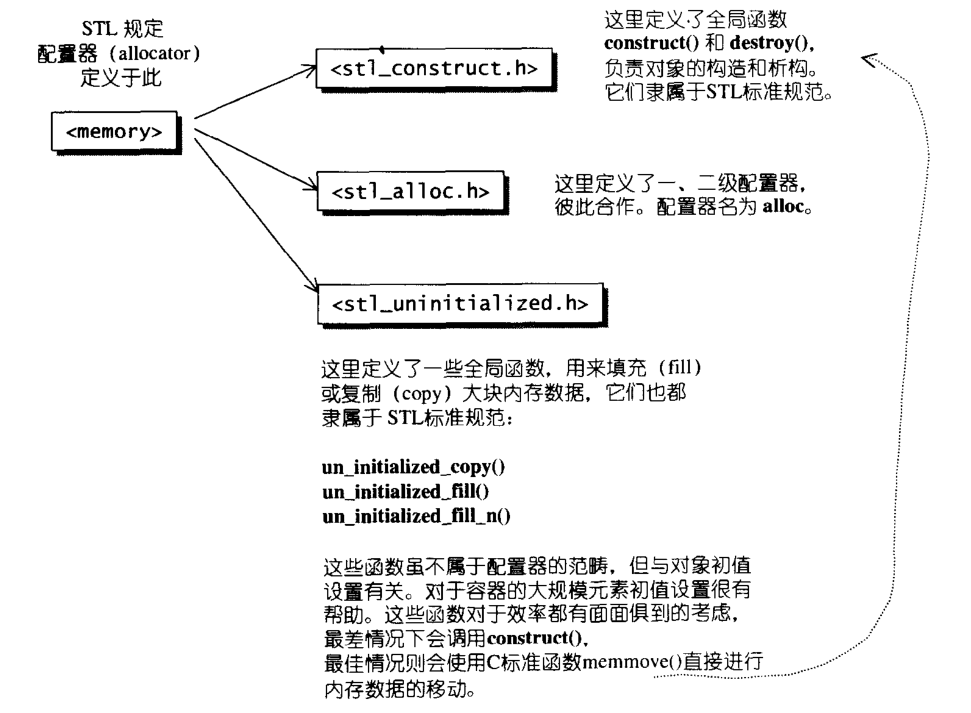 STL 规定
配置器（allocator）
定义于此
<memory>
<stl_construct.h>
这里定义了全局函数
construct() 和 destroy(),
负责对象的构造和析构。
它们隶属于STL标准规范。
<stl_alloc.h>
这里定义了一、二级配置器，
彼此合作。配置器名为 alloc。
<stl_uninitialized.h>
这里定义了一些全局函数，用来填充（fill）
或复制（copy）大块内存数据，它们也都
隶属于 STL标准规范：
un_initialized_copy()
un_initialized_fill()
un_initialized_fill_n()
这些函数虽不属于配置器的范畴，但与对象初值
设置有关。对于容器的大规模元素初值设置很有
帮助。这些函数对于效率都有面面俱到的考虑，
最差情况下会调用construct(),
最佳情况则会使用C标准函数memmove()直接进行
内存数据的移动。